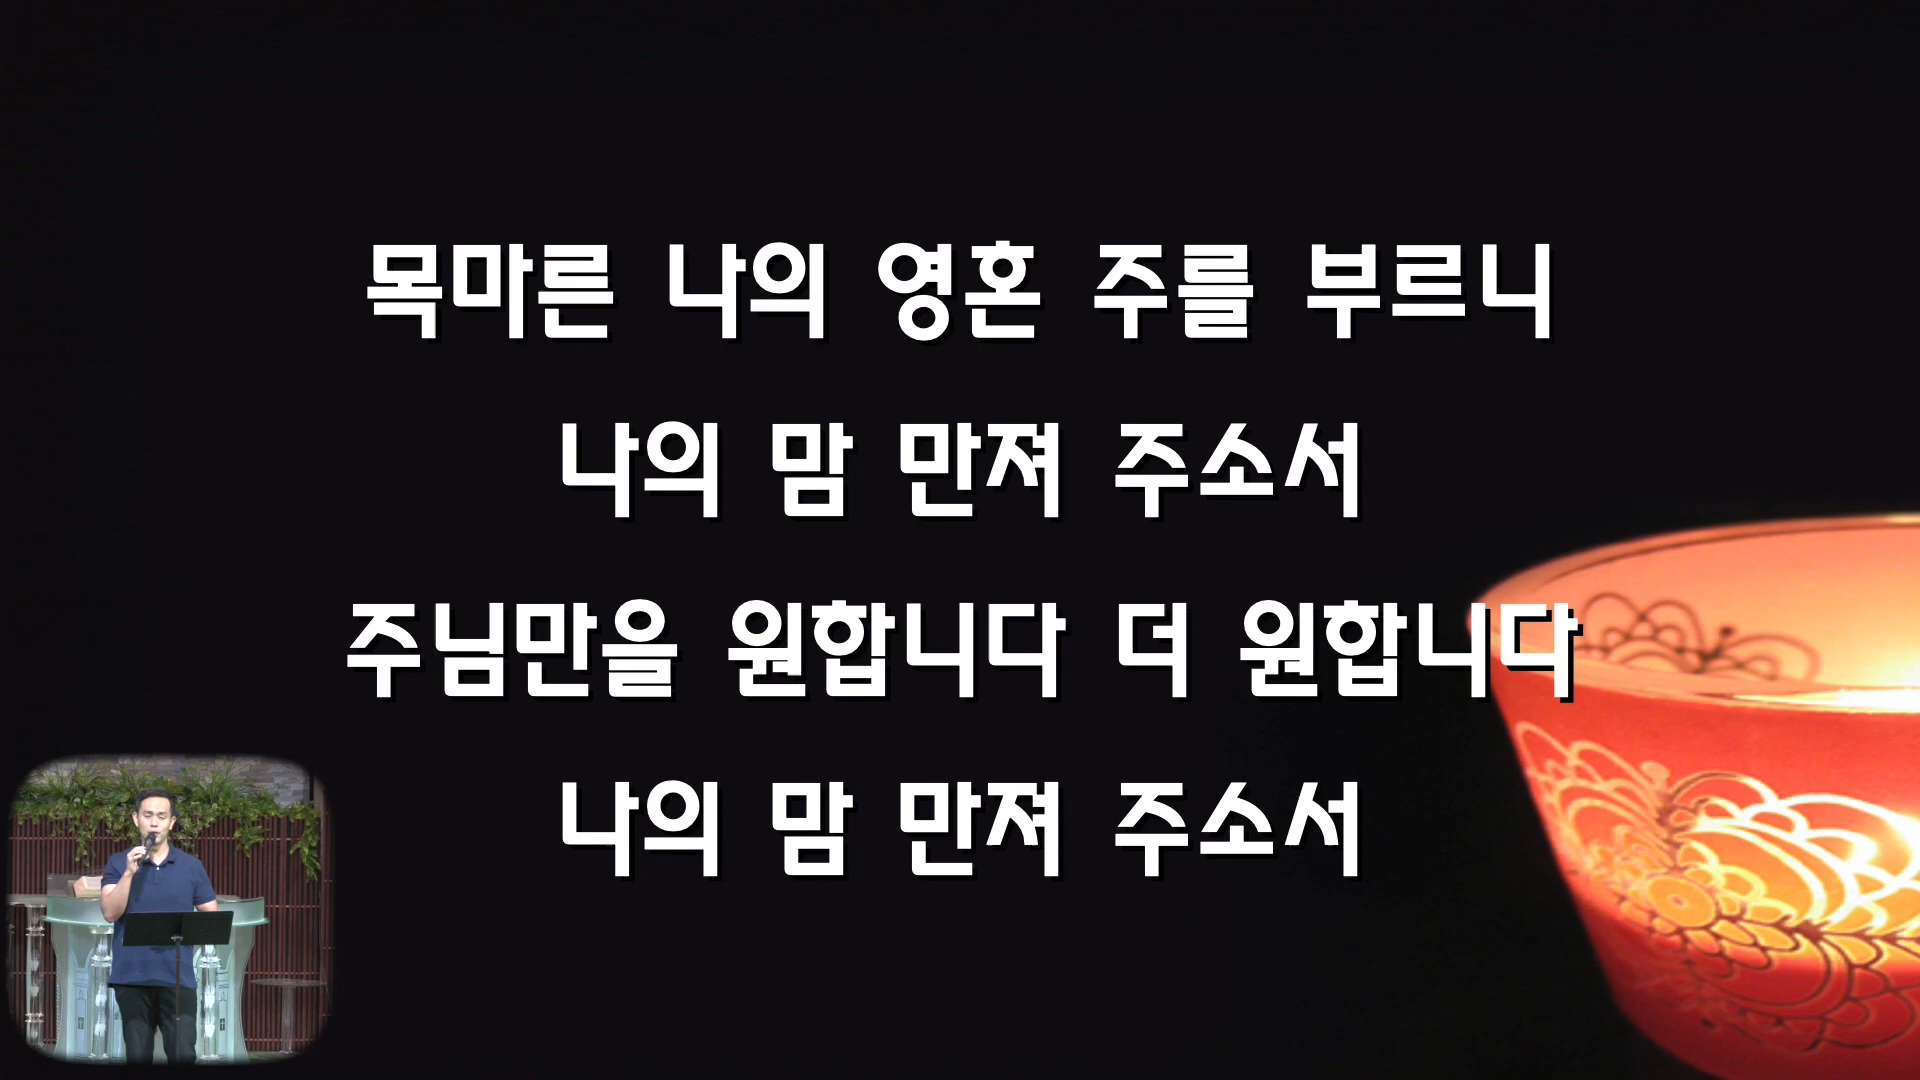 목마른 나의 영혼 주를 부르니
나의 맘 만져 주소서
주님만을 원합니다 더 원합니다
나의 맘 만져 주소서